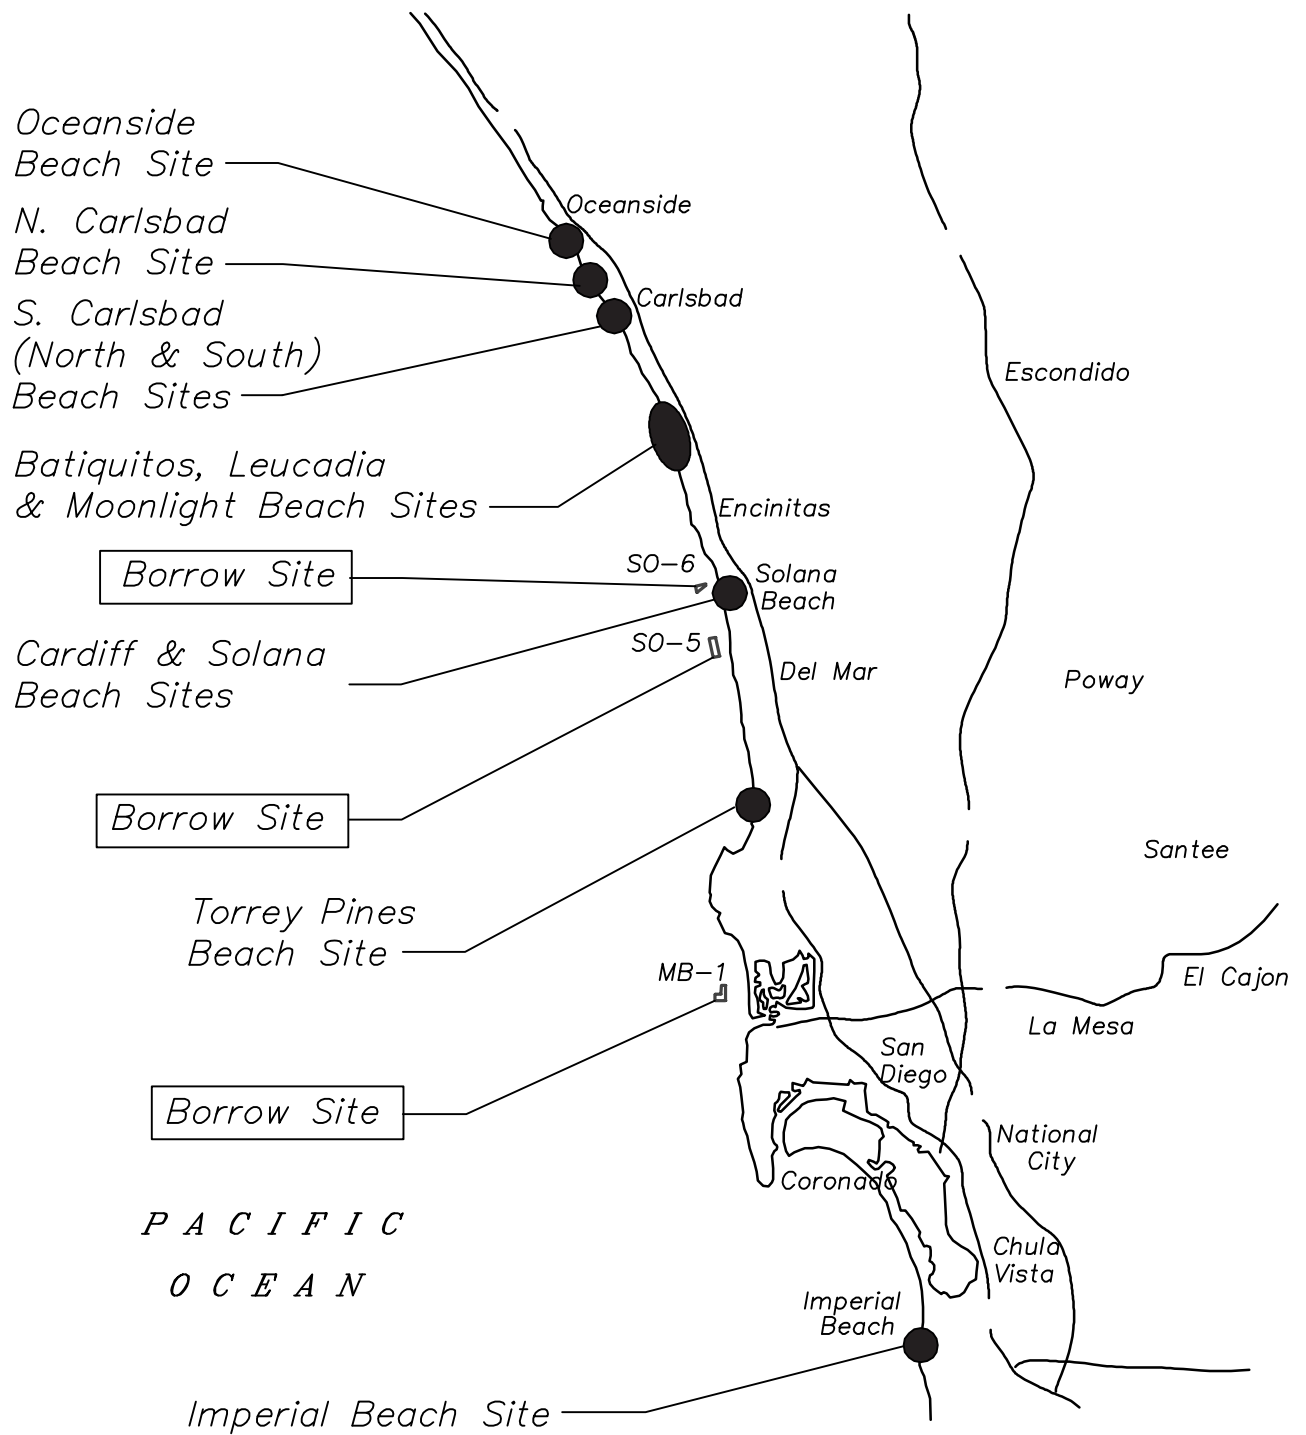 Oceanside
Beach Site
Oceanside
N. Carlsbad
Beach Site
Carlsbad
S. Carlsbad
(North & South)
Beach Sites
Escondido
Batiquitos, Leucadia
& Moonlight Beach Sites
Encinitas
Borrow Site
SO-6
Solana
Beach
Cardiff & Solana
Beach Sites
SO-5
Del Mar
Poway
Borrow Site
Santee
Torrey Pines
Beach Site
MB-1
El Cajon
La Mesa
San
Diego
Borrow Site
National
City
Coronado
PACIFIC
OCEAN
Chula
Vista
Imperial
Beach
Imperial Beach Site